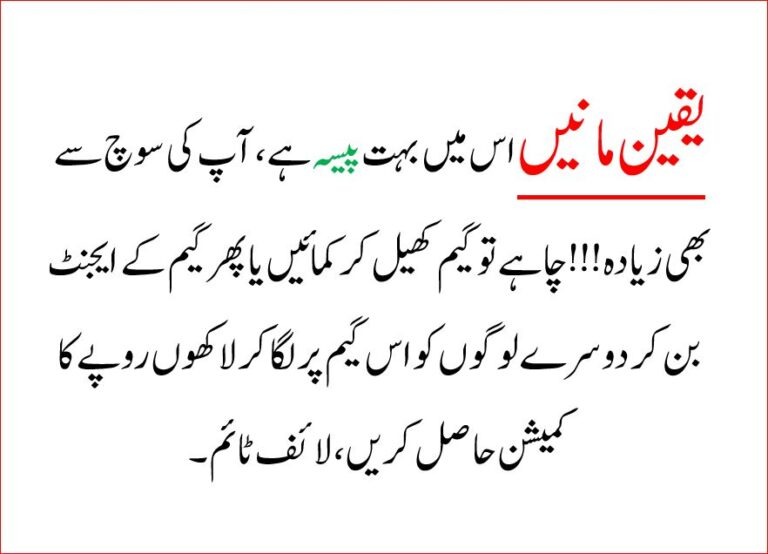 یقین مانیں اس میں بہت پیسہ ہے، آپ کی سوچ سے
بھی زیادہ!!! چاہے تو گیم کھیل کر کمائیں یا پھر گیم کے ایجنٹ
بن کر دوسرے لوگوں کو اس گیم پر لگا کر لاکھوں روپے کا
کمیشن حاصل کریں، لائف ٹائم۔